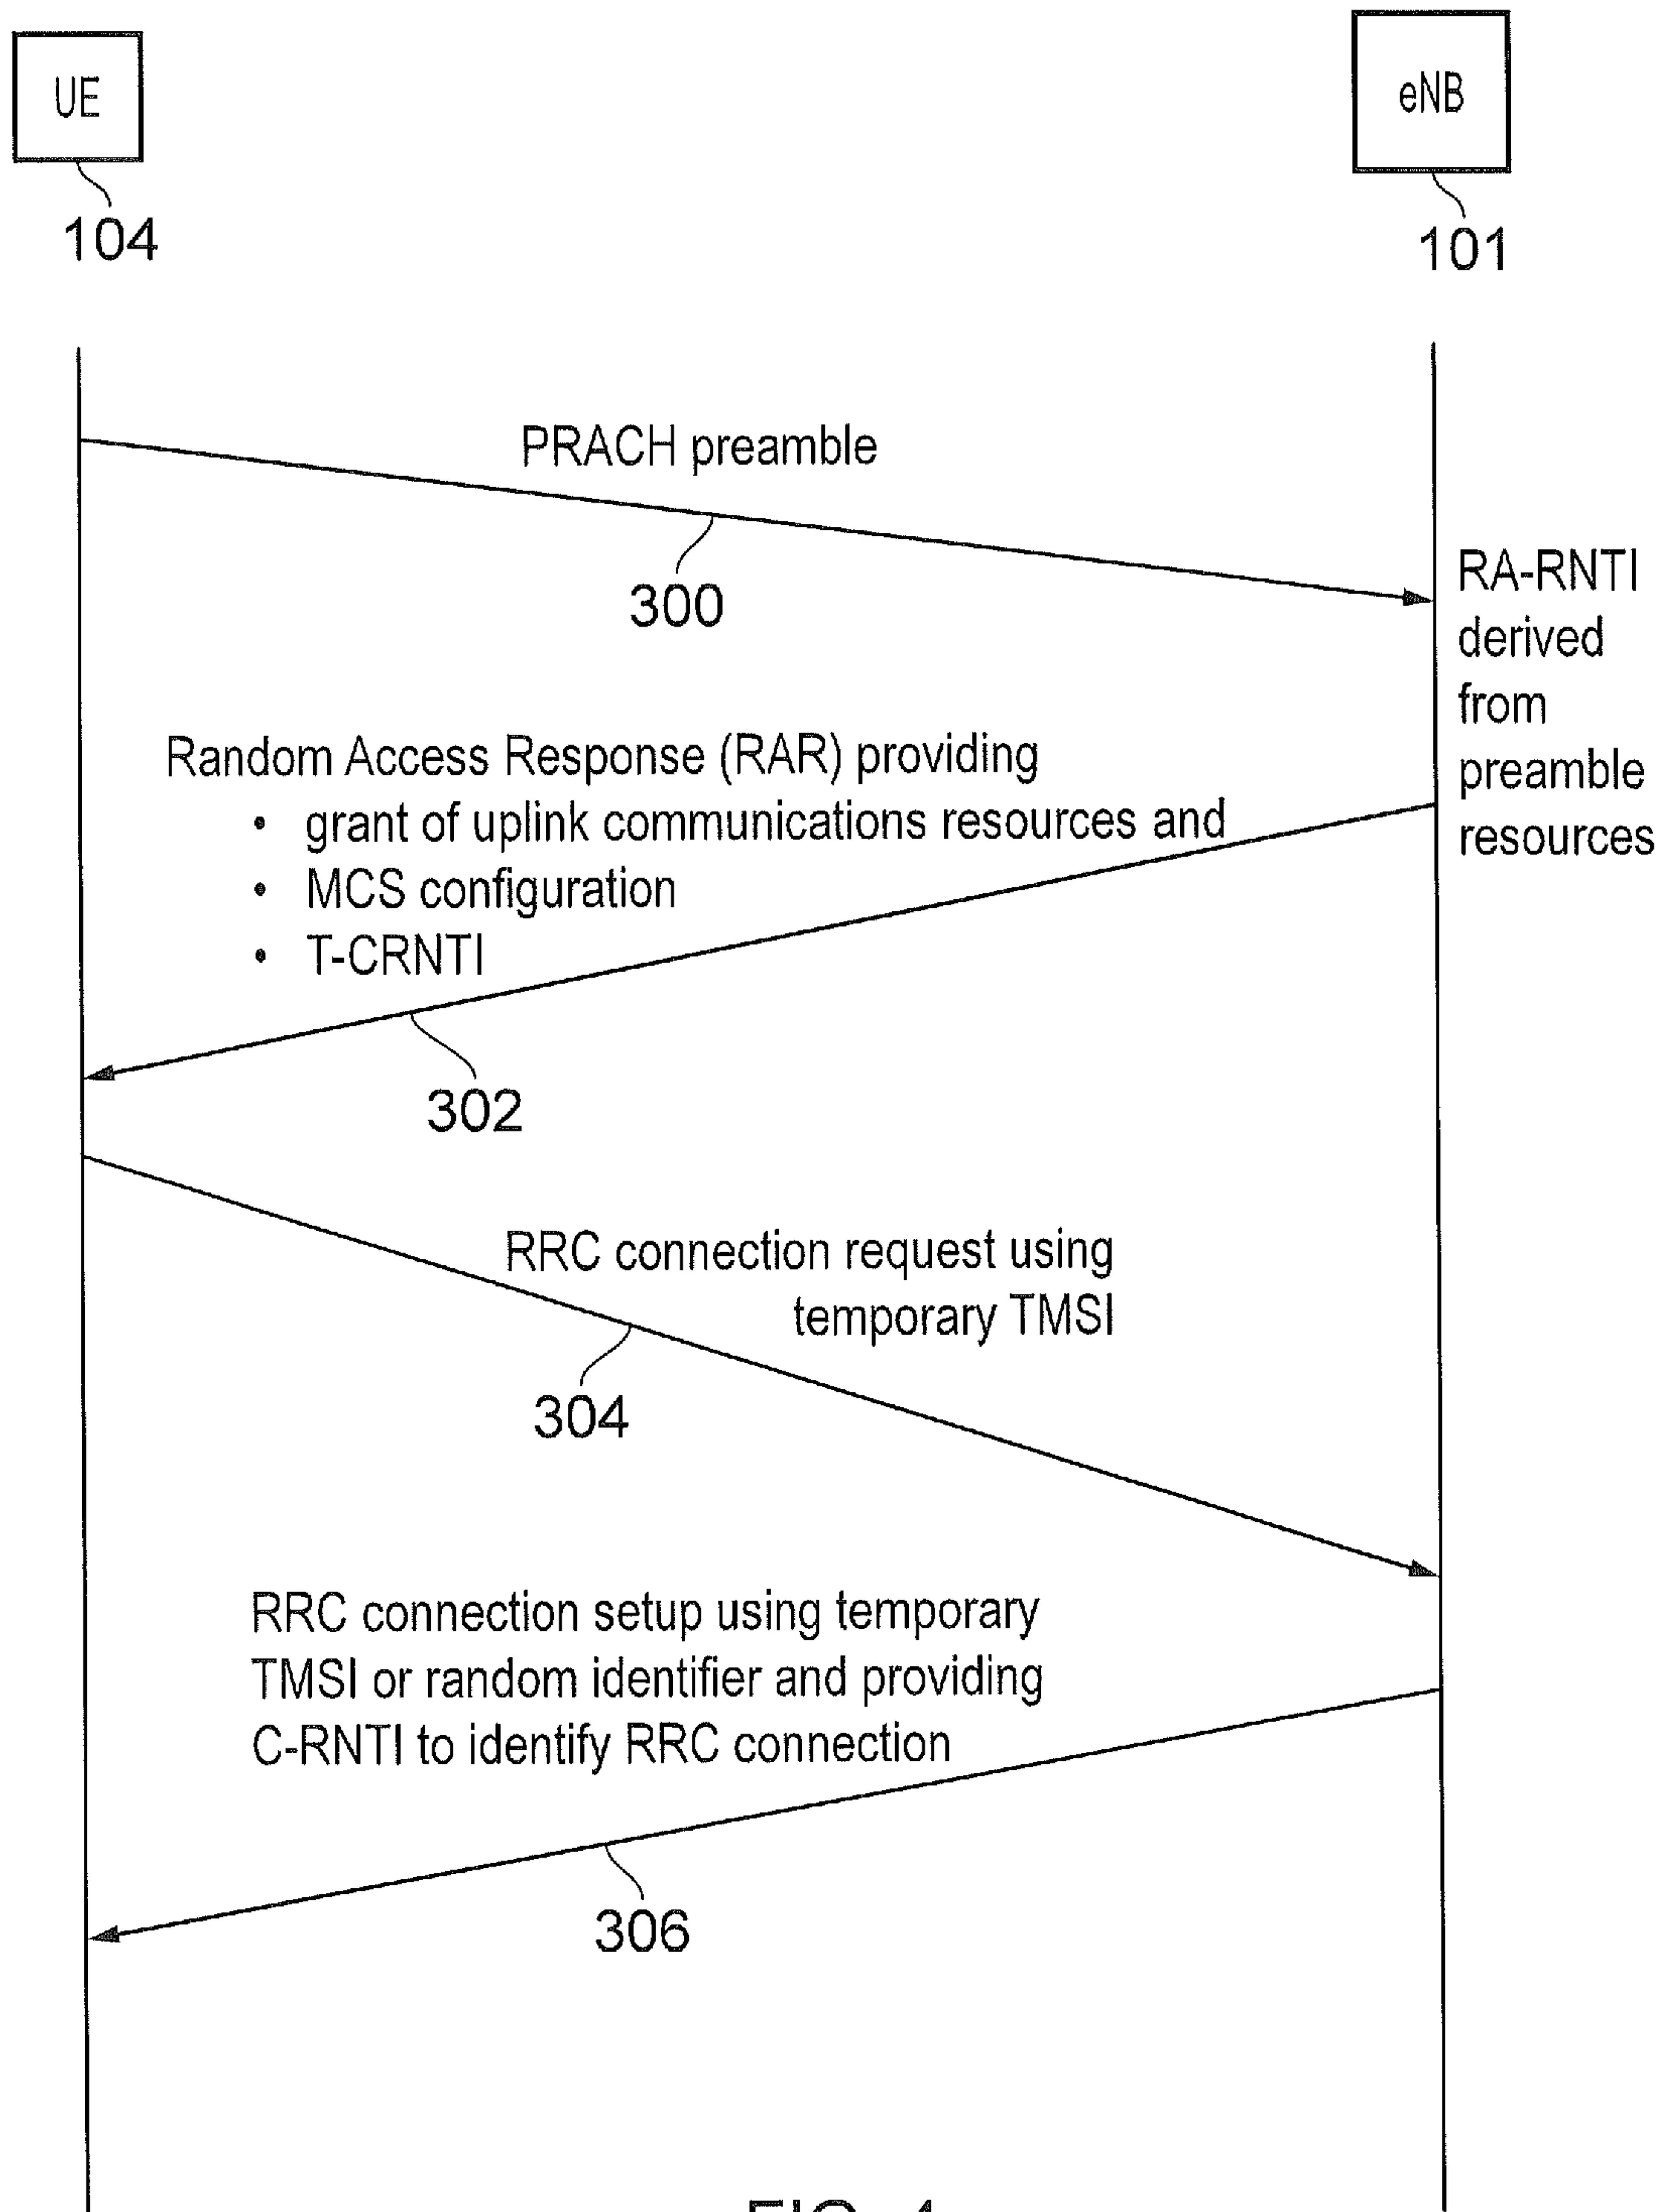 UE
eNB
104
101
PRACH preamble
300
RA-RNTI
derived
from
preamble
resources
Random Access Response (RAR) providing
• grant of uplink communications resources and
• MCS configuration
• T-CRNTI
302
RRC connection request using
temporary TMSI
304
RRC connection setup using temporary
TMSI or random identifier and providing
C-RNTI to identify RRC connection
306